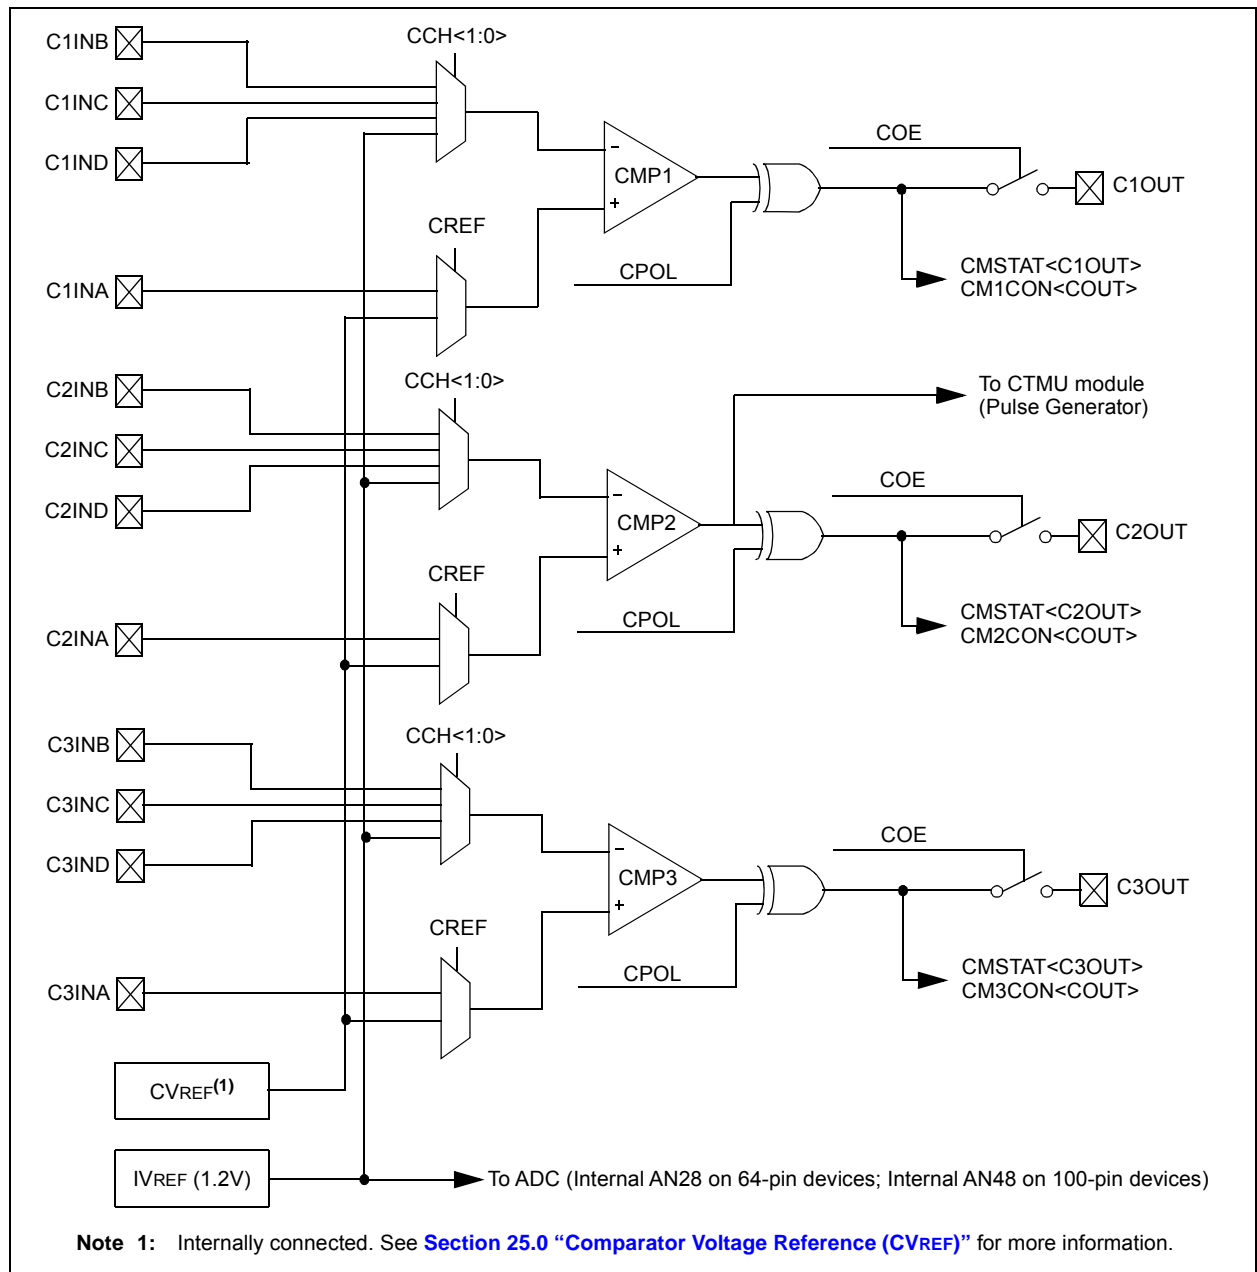 CCH<1:0>
C1INB
C1INC
C1IND
COE
−
CMP1
+
C1OUT
CREF
C1INA
CPOL
CMSTAT<C1OUT>
CM1CON<COUT>
CCH<1:0>
C2INB
C2INC
C2IND
To CTMU module
(Pulse Generator)
COE
−
CMP2
+
C2OUT
CREF
C2INA
CPOL
CMSTAT<C2OUT>
CM2CON<COUT>
CCH<1:0>
C3INB
C3INC
C3IND
COE
−
CMP3
+
C3OUT
CREF
C3INA
CPOL
CMSTAT<C3OUT>
CM3CON<COUT>
CVREF(1)
IVREF (1.2V)
To ADC (Internal AN28 on 64-pin devices; Internal AN48 on 100-pin devices)
Note 1: Internally connected. See Section 25.0 “Comparator Voltage Reference (CVREF)” for more information.